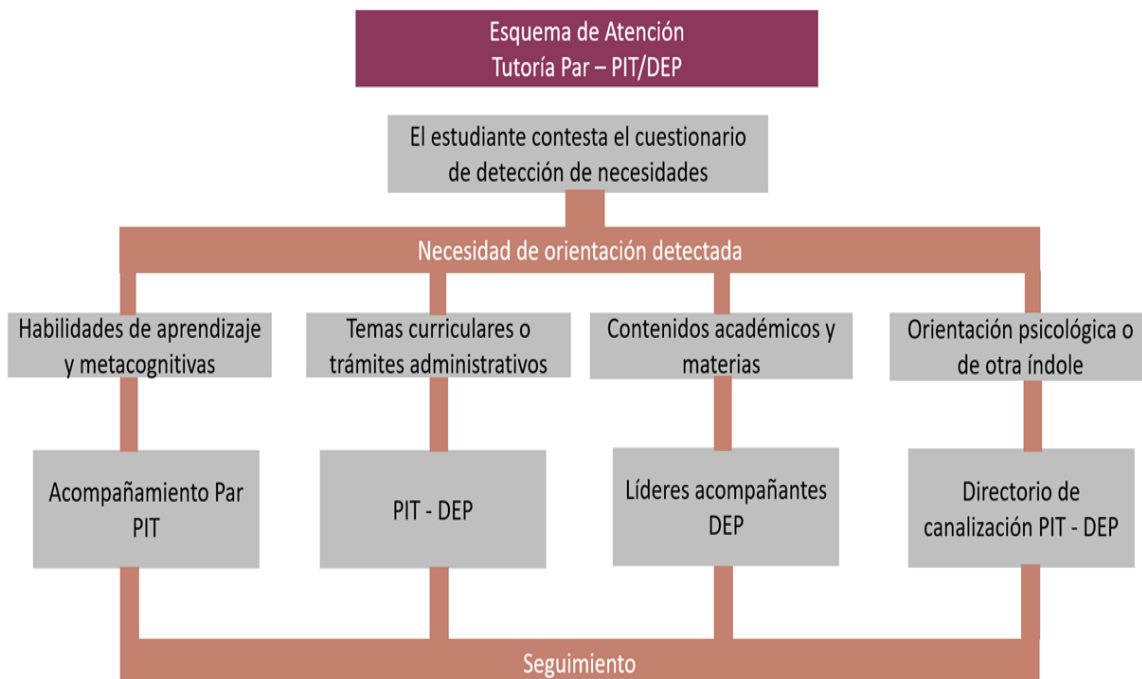 Esquema de Atención
Tutoría Par – PIT/DEP
El estudiante contesta el cuestionario
de detección de necesidades
Necesidad de orientación detectada
Habilidades de aprendizaje
y metacognitivas
Temas curriculares o
trámites administrativos
Contenidos académicos y
materias
Orientación psicológica o
de otra índole
Acompañamiento Par
PIT
PIT - DEP
Líderes acompañantes
DEP
Directorio de
canalización PIT - DEP
Seguimiento